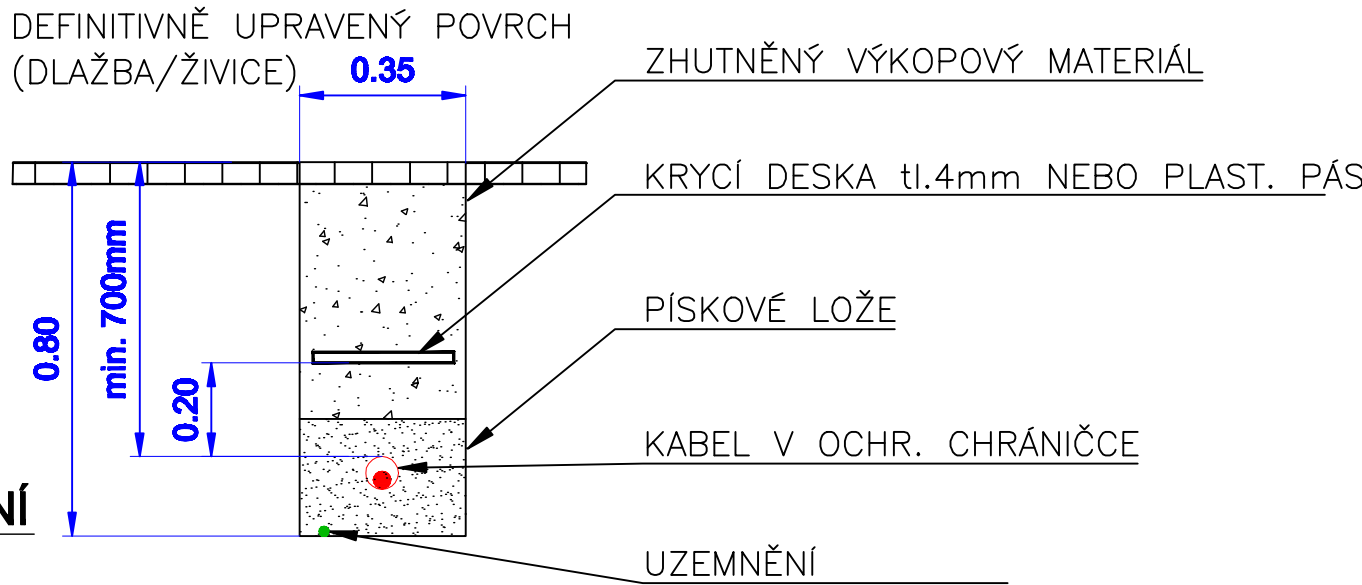 DEFINITIVNĚ UPRAVENÝ POVRCH
(DLAŽBA/ŽIVICE)
0.35
ZHUTNĚNÝ VÝKOPOVÝ MATERIÁL
KRYCÍ DESKA tl.4mm NEBO PLAST. PÁS
min. 700mm
0.80
0.20
PÍSKOVÉ LOŽE
KABEL V OCHR. CHRÁNIČCE
NÍ
UZEMNĚNÍ